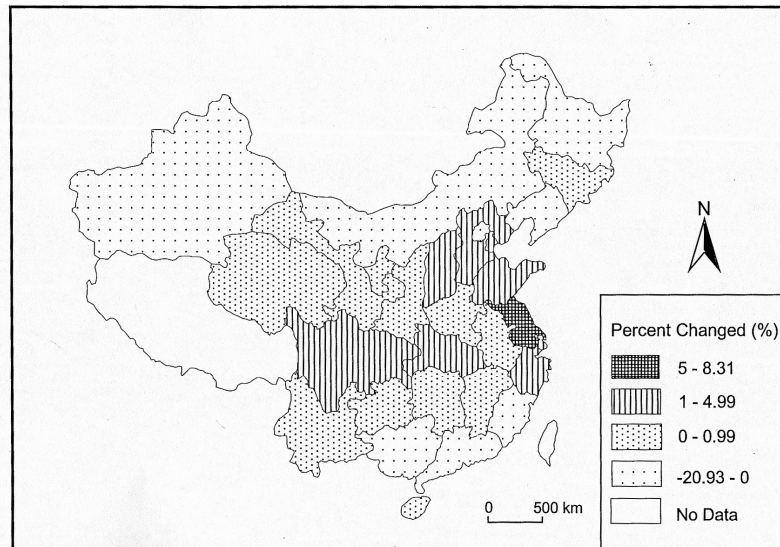 N
Percent Changed (%)
5 - 8.31
1 - 4.99
0 - 0.99
-20.93 - 0
No Data
0 500 km